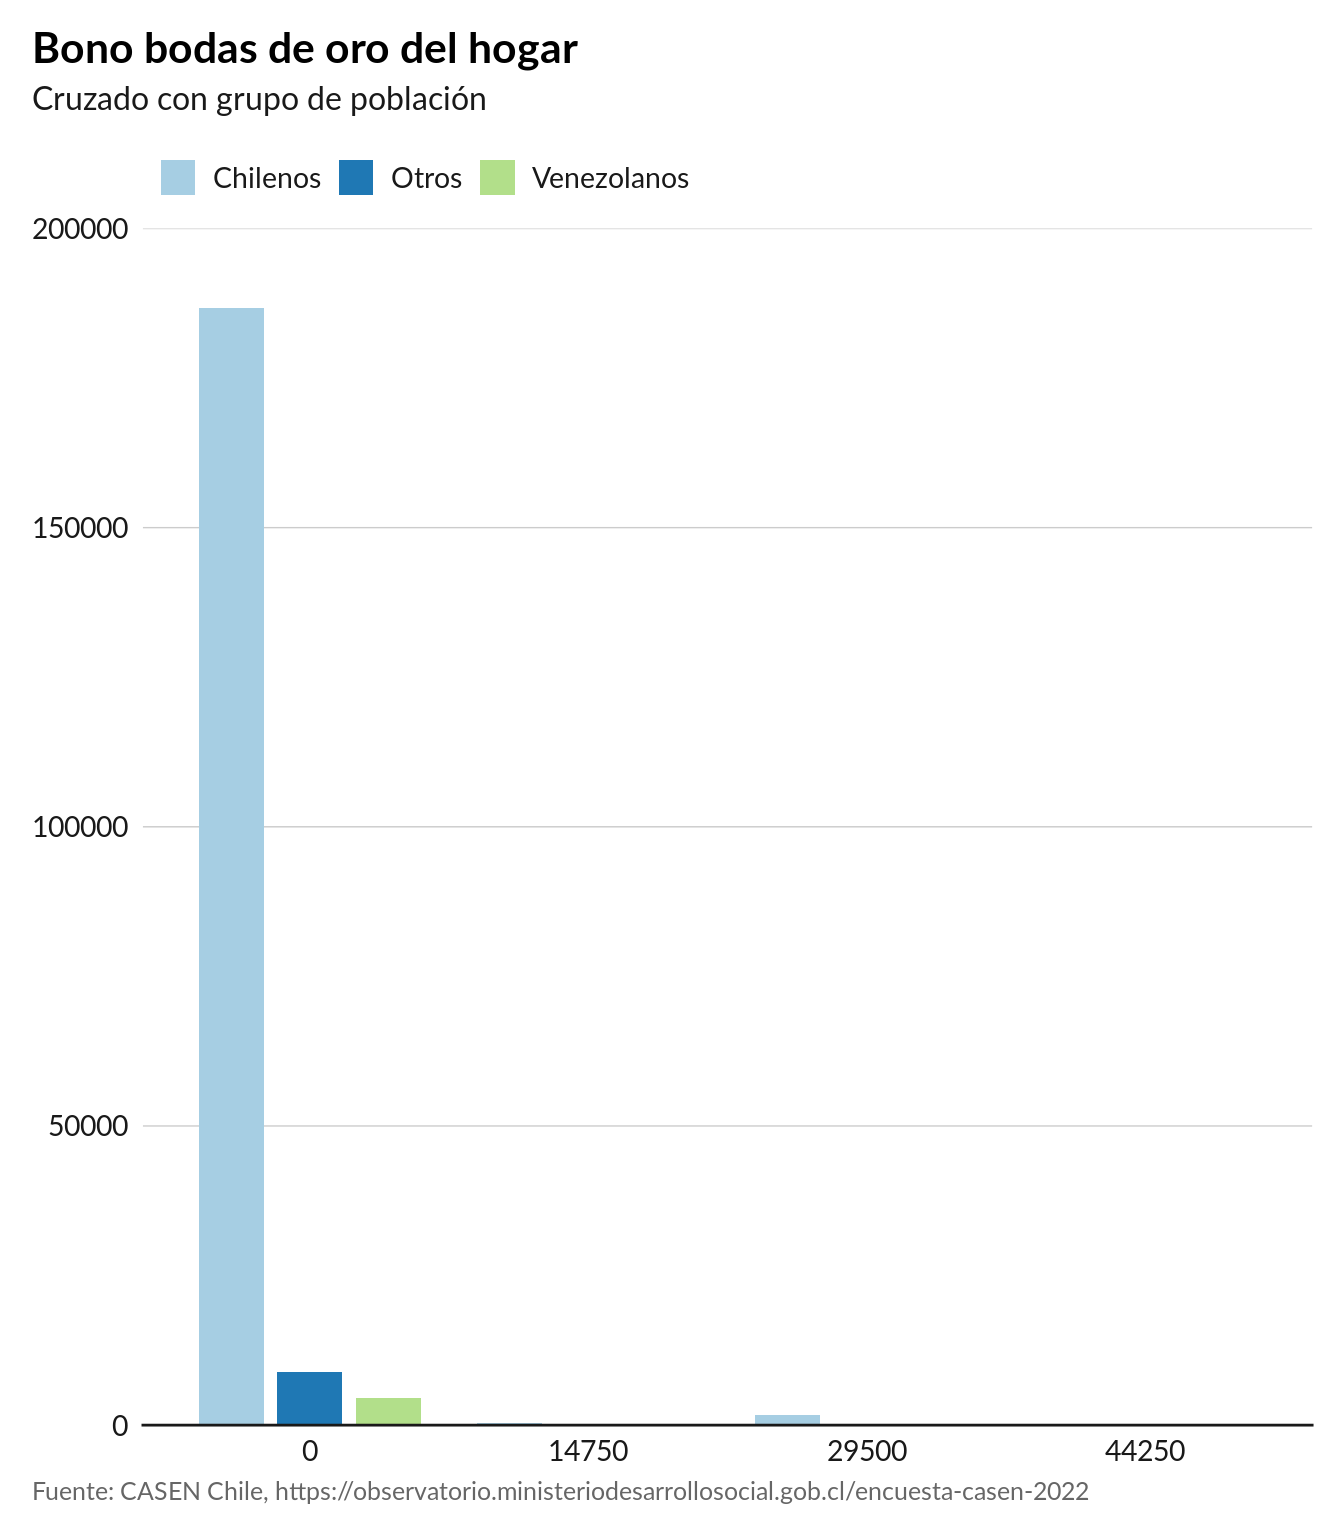 Bono bodas de oro del hogar
Cruzado con grupo de población
Chilenos Otros Venezolanos
200000
150000
100000
50000
0
0 14750 29500 44250
Fuente: CASEN Chile, https://observatorio.ministeriodesarrollosocial.gob.cl/encuesta-casen-2022